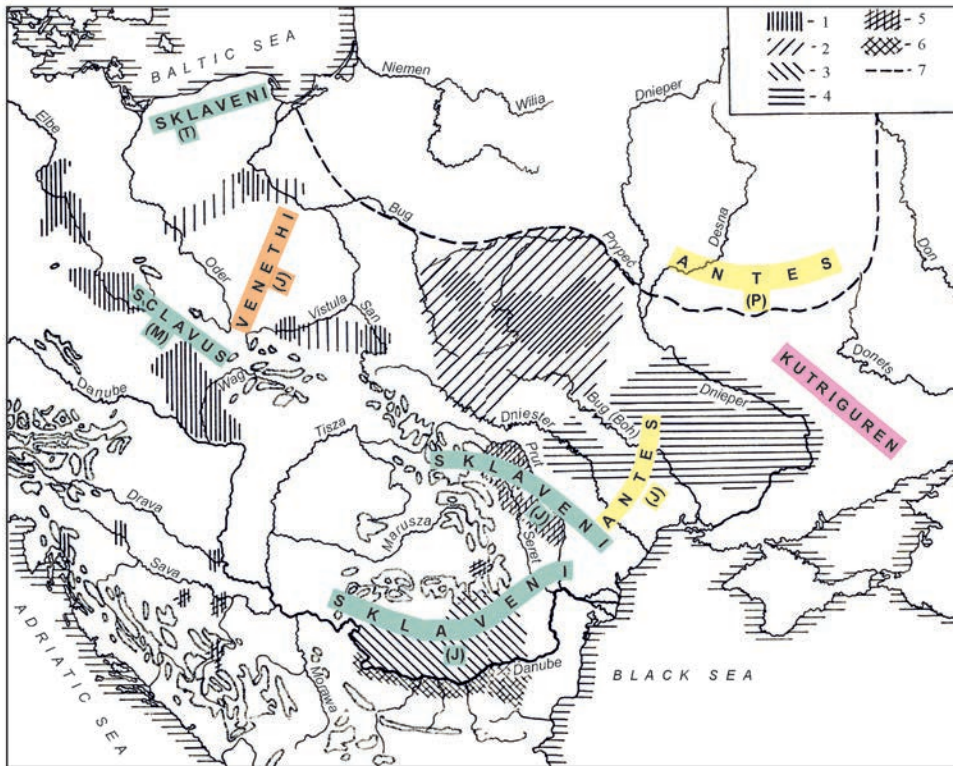 BALTIC SEA
1
2
3
4
5
6
7
Niemen
Wilia
Dnieper
SKLAVENI
(T)
Elbe
Bug
Prypeć
Desna
Don
ANTES
(P)
VENETHI
(J)
Oder
Vistula
San
SCLAVUS
(M)
Wag
Danube
KUTRIGUREN
Donets
Dnieper
Bug (Boh)
Dniester
ANTES
(J)
Tisza
Prut
SKLAVENI
(J)
Marusza
Seret
Drava
Sava
SKLAVENI
(J)
Danube
Morawa
ADRIATIC SEA
BLACK SEA